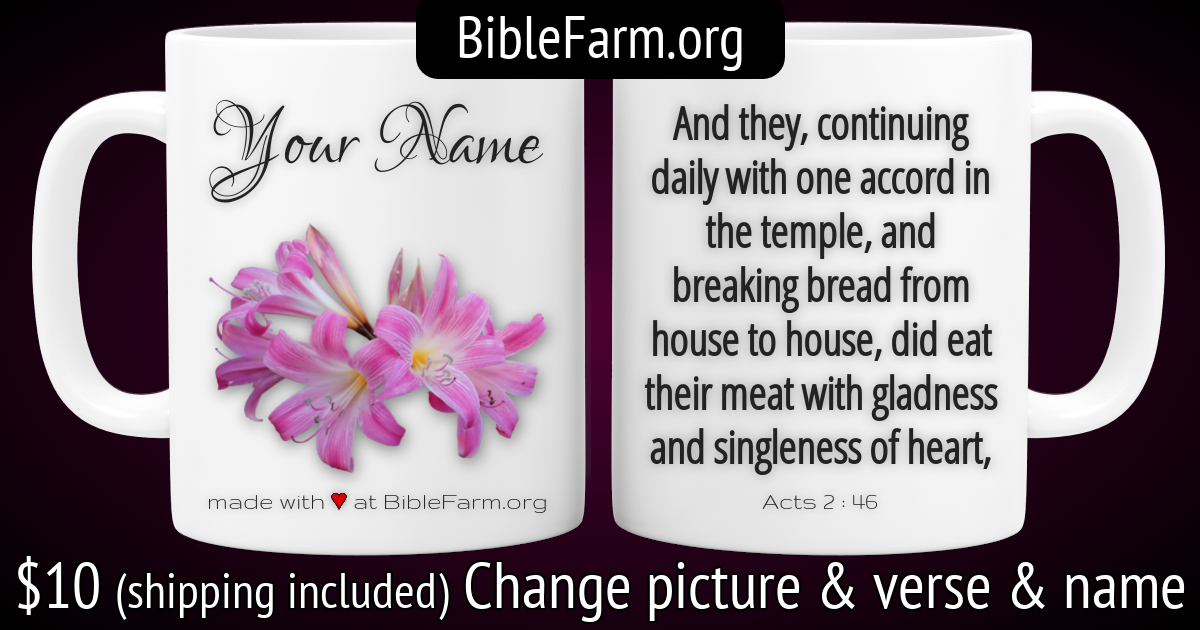 BibleFarm.org
Your Name
made with ♥ at BibleFarm.org
And they, continuing
daily with one accord in
the temple, and
breaking bread from
house to house, did eat
their meat with gladness
and singleness of heart,
Acts 2 : 46
$10 (shipping included) Change picture & verse & name